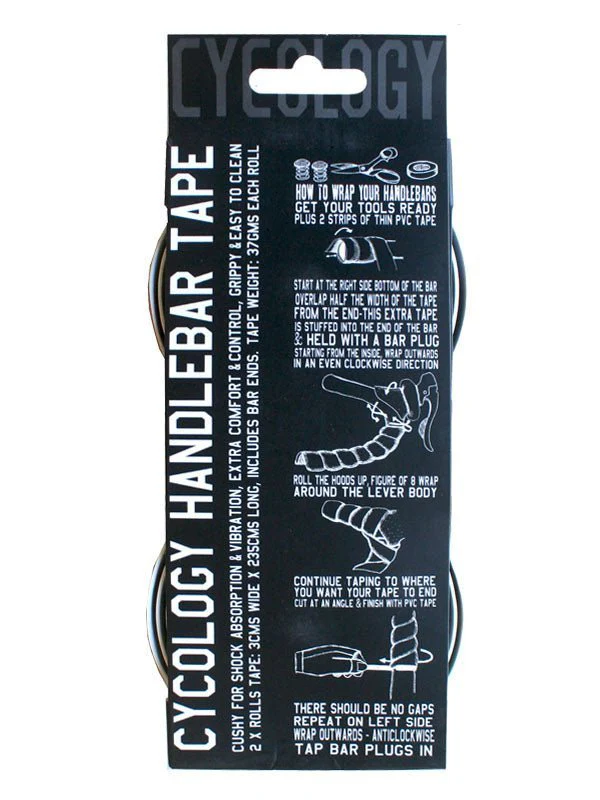 CYCOLOGY
CYCOLOGY HANDLEBAR TAPE
CUSHY FOR SHOCK ABSORPTION & VIBRATION, EXTRA COMFORT & CONTROL, GRIPPY & EASY TO CLEAN
2 X ROLLS TAPE: 3CMS WIDE X 235CMS LONG, INCLUDES BAR ENDS. TAPE WEIGHT: 37GMS EACH ROLL
HOW TO WRAP YOUR HANDLEBARS
GET YOUR TOOLS READY
PLUS 2 STRIPS OF THIN PVC TAPE
START AT THE RIGHT SIDE BOTTOM OF THE BAR
OVERLAP HALF THE WIDTH OF THE TAPE
FROM THE END-THIS EXTRA TAPE
IS STUFFED INTO THE END OF THE BAR
& HELD WITH A BAR PLUG
STARTING FROM THE INSIDE, WRAP OUTWARDS
IN AN EVEN CLOCKWISE DIRECTION
ROLL THE HOODS UP, FIGURE OF 8 WRAP
AROUND THE LEVER BODY
CONTINUE TAPING TO WHERE
YOU WANT YOUR TAPE TO END
CUT AT AN ANGLE & FINISH WITH PVC TAPE
THERE SHOULD BE NO GAPS
REPEAT ON LEFT SIDE
WRAP OUTWARDS - ANTICLOCKWISE
TAP BAR PLUGS IN